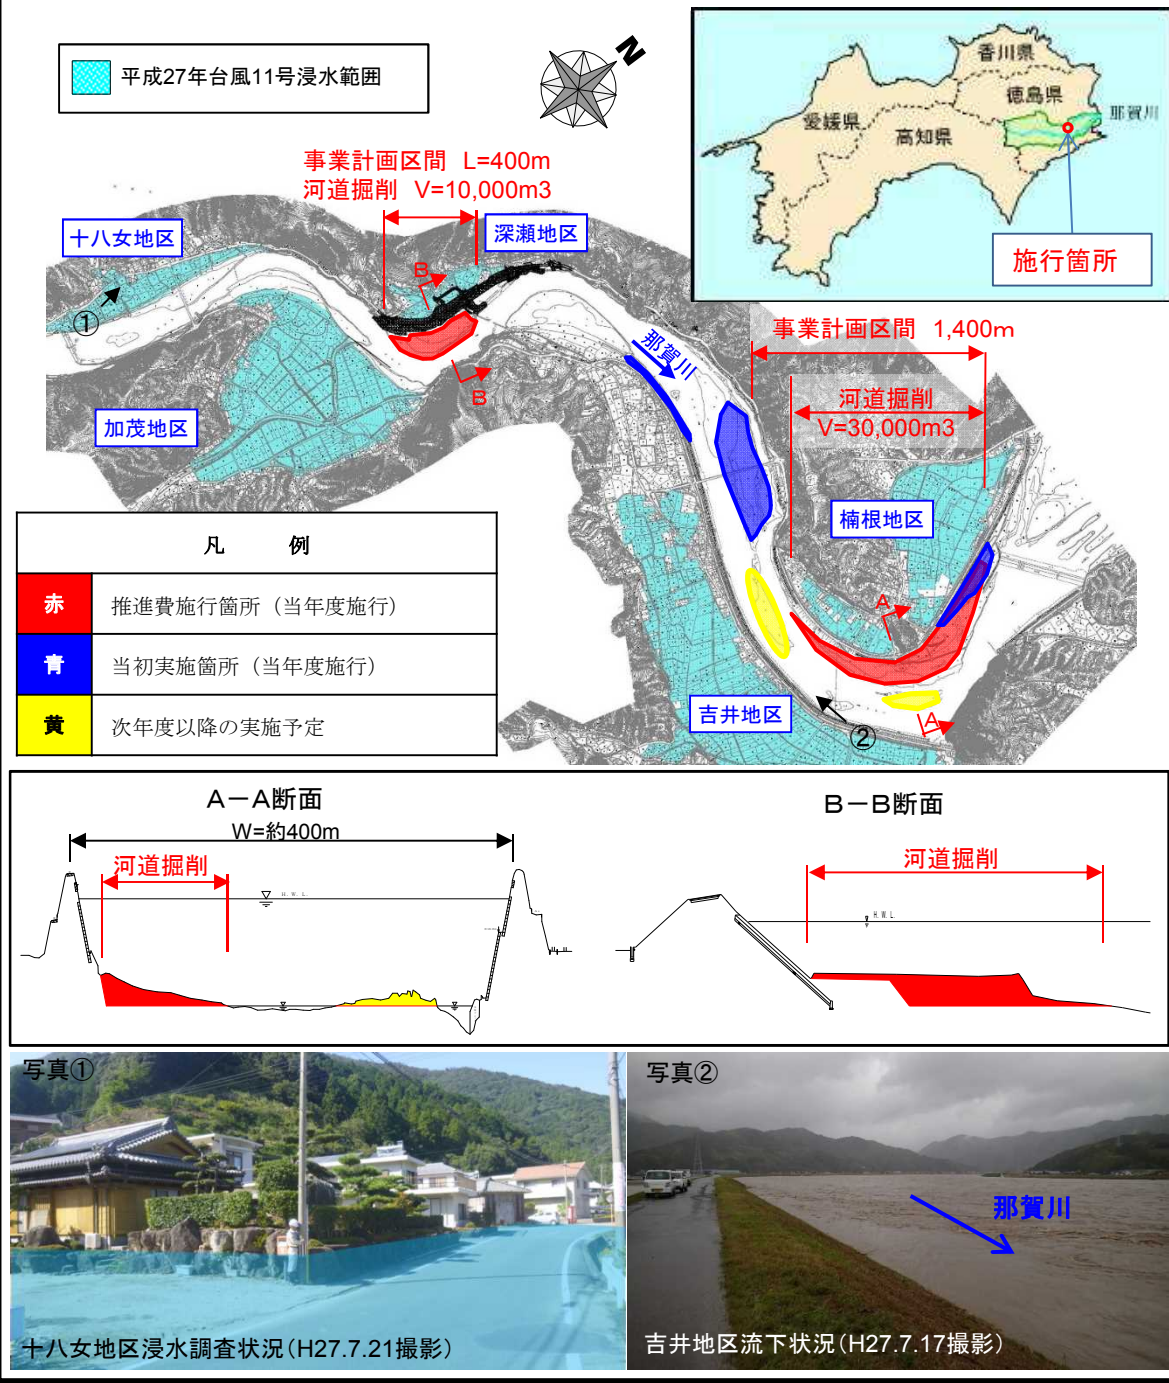 平成27年台風11号浸水範囲
N
香川県
徳島県
愛媛県
高知県
那賀川
施行箇所
事業計画区間 L=400m
河道掘削 V=10,000m3
十八女地区
深瀬地区
①
B
B
加茂地区
那賀川
事業計画区間 1,400m
河道掘削
V=30,000m3
楠根地区
A
吉井地区
②
A
凡 例
赤 推進費施行箇所（当年度施行）
青 当初実施箇所（当年度施行）
黄 次年度以降の実施予定
A－A断面
W=約400m
河道掘削
H.W.L.
B－B断面
河道掘削
H.W.L.
写真①
十八女地区浸水調査状況(H27.7.21撮影)
写真②
那賀川
吉井地区流下状況(H27.7.17撮影)